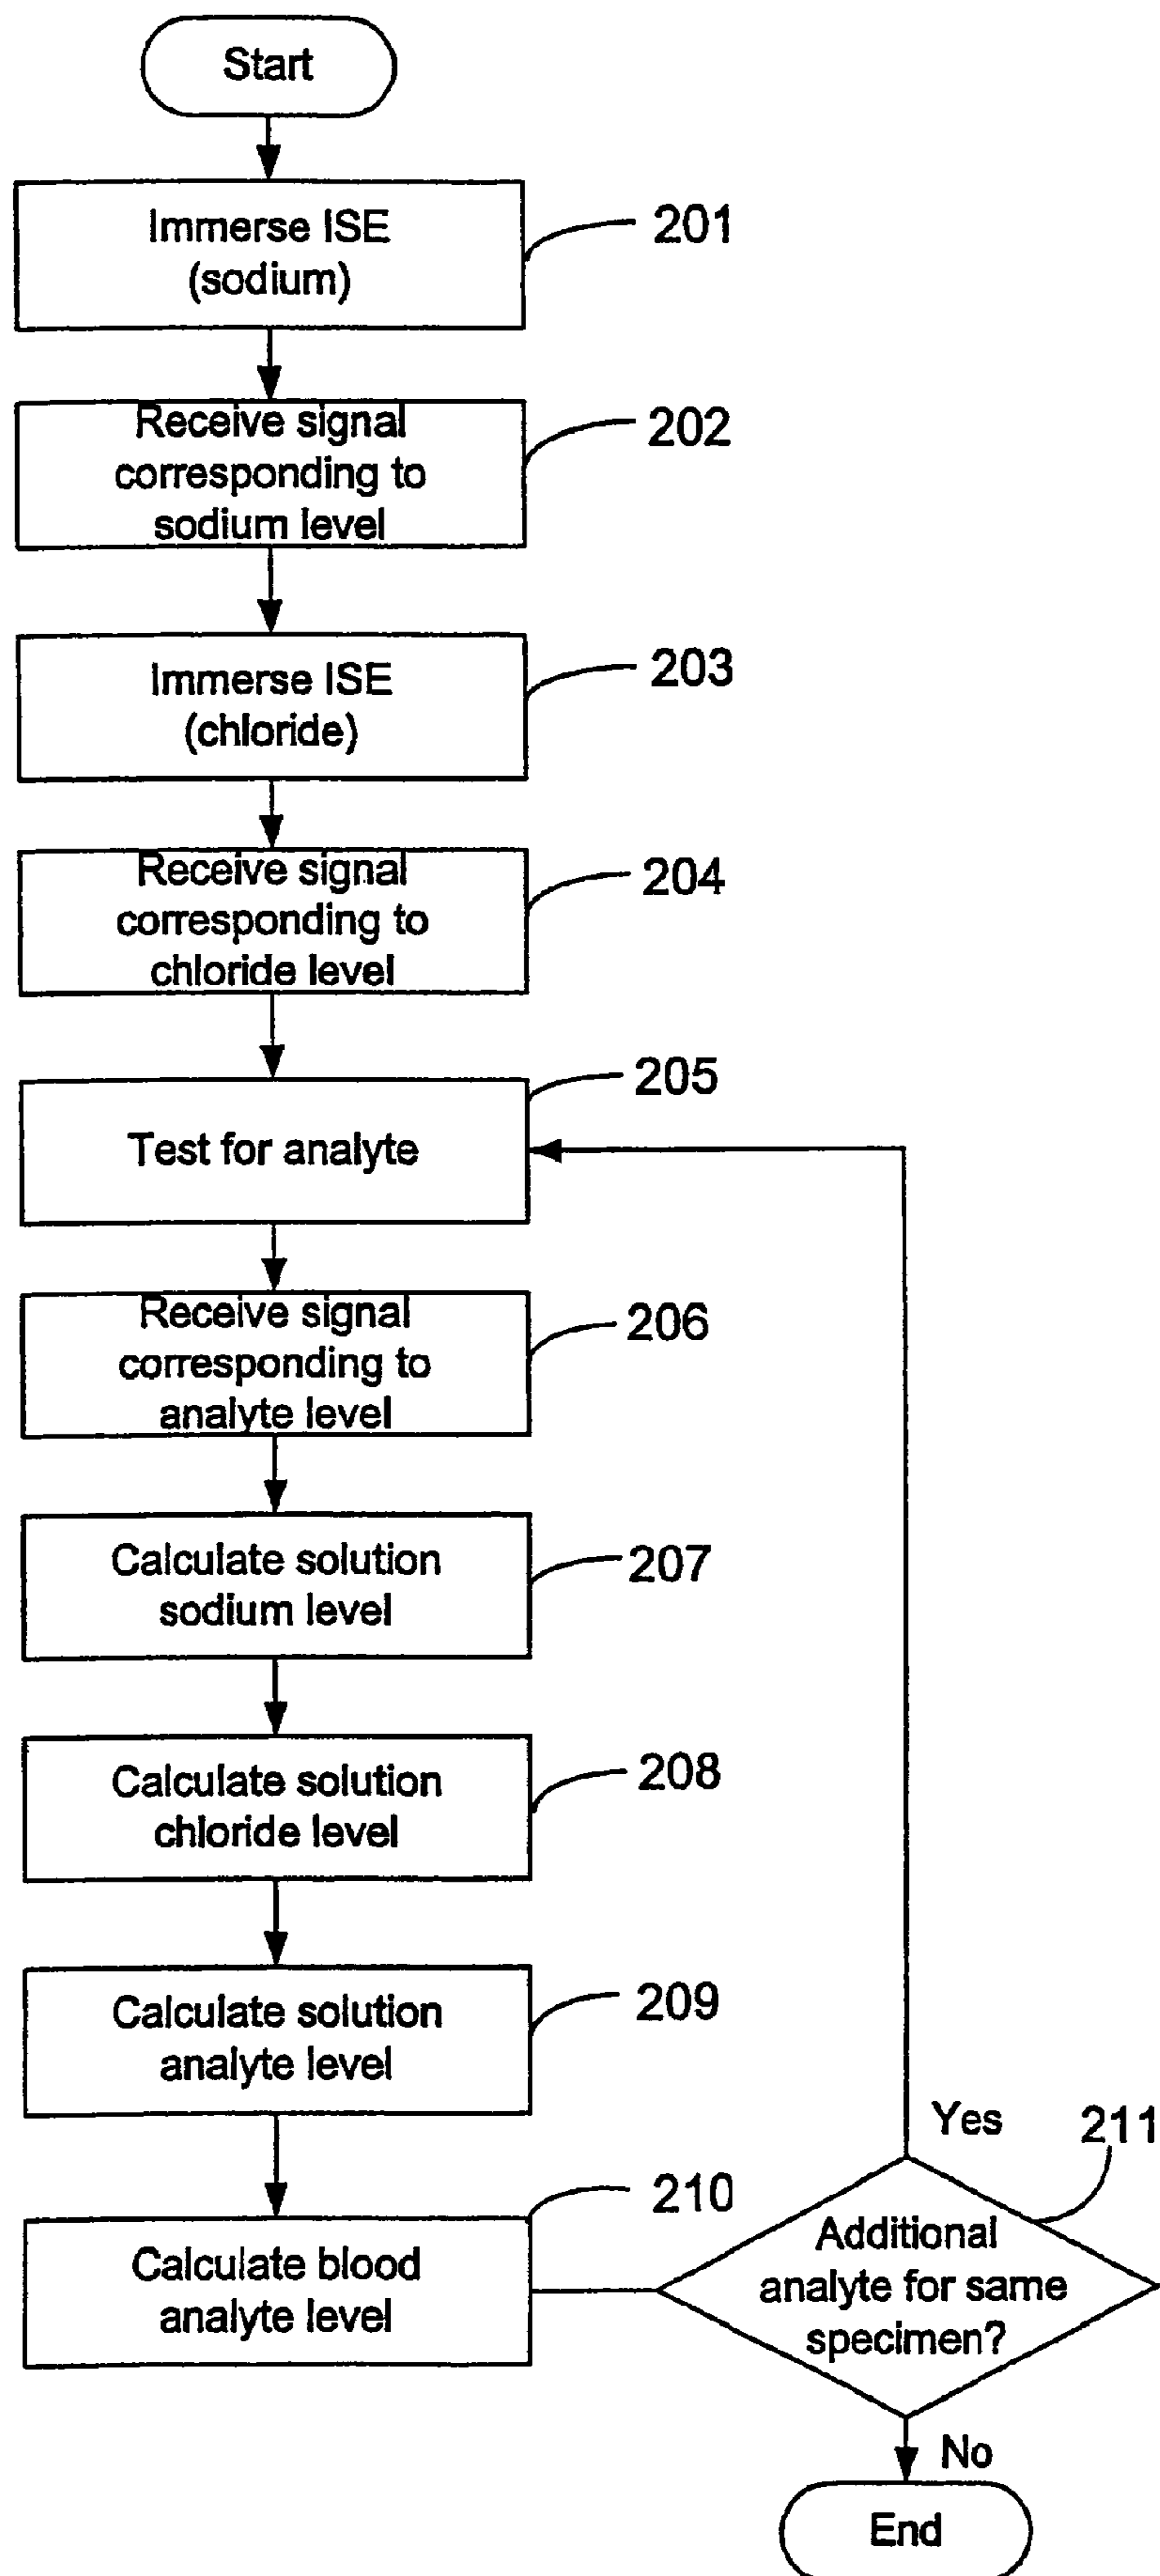 Start
Immerse ISE
(sodium)
201
Receive signal
corresponding to
sodium level
202
Immerse ISE
(chloride)
203
Receive signal
corresponding to
chloride level
204
Test for analyte
205
Receive signal
corresponding to
analyte level
206
Calculate solution
sodium level
207
Calculate solution
chloride level
208
Calculate solution
analyte level
209
Calculate blood
analyte level
210
Yes
211
Additional
analyte for same
specimen?
No
End